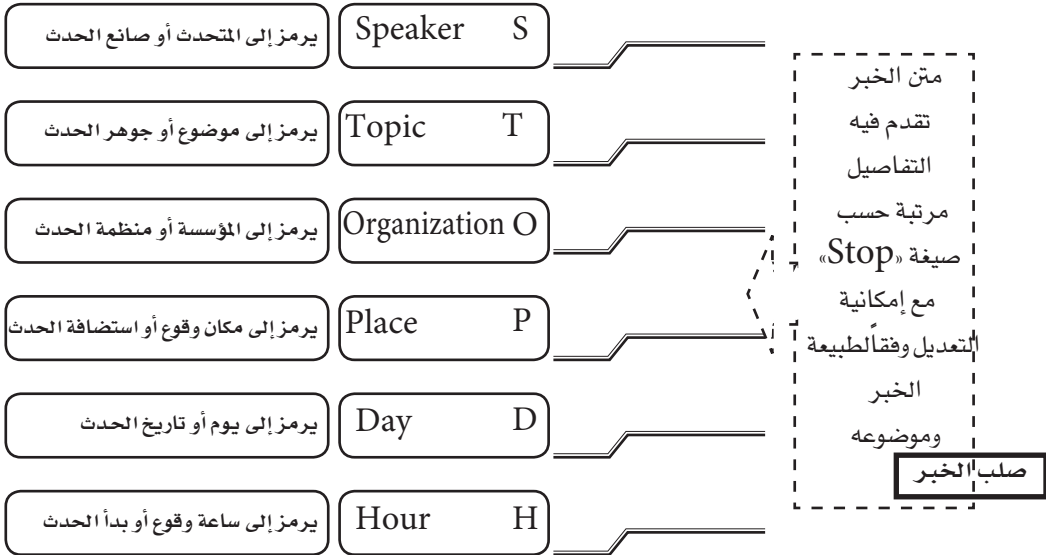 متن الخبر
تقدم فيه
التفاصيل
مرتبة حسب
صيغة «Stop»
مع إمكانية
التعديل وفقاًلطبيعة
الخبر
وموضوعه
صلب الخبر
Speaker S
يرمز إلى المتحدث أو صانع الحدث
Topic T
يرمز إلى موضوع أو جوهر الحدث
Organization O
يرمز إلى المؤسسة أو منظمة الحدث
Place P
يرمز إلى مكان وقوع أو استضافة الحدث
Day D
يرمز إلى يوم أو تاريخ الحدث
Hour H
يرمز إلى ساعة وقوع أو بدأ الحدث